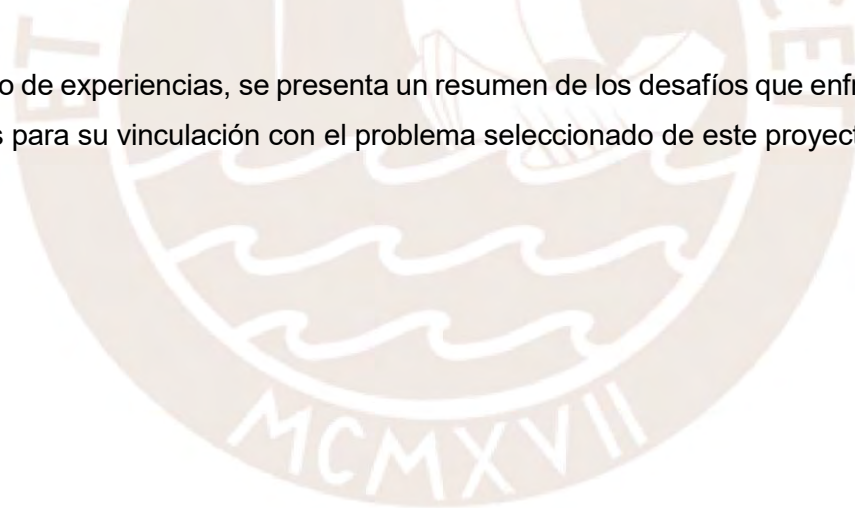 o de experiencias, se presenta un resumen de los desafíos que enf
s para su vinculación con el problema seleccionado de este proyect
MCMXVII